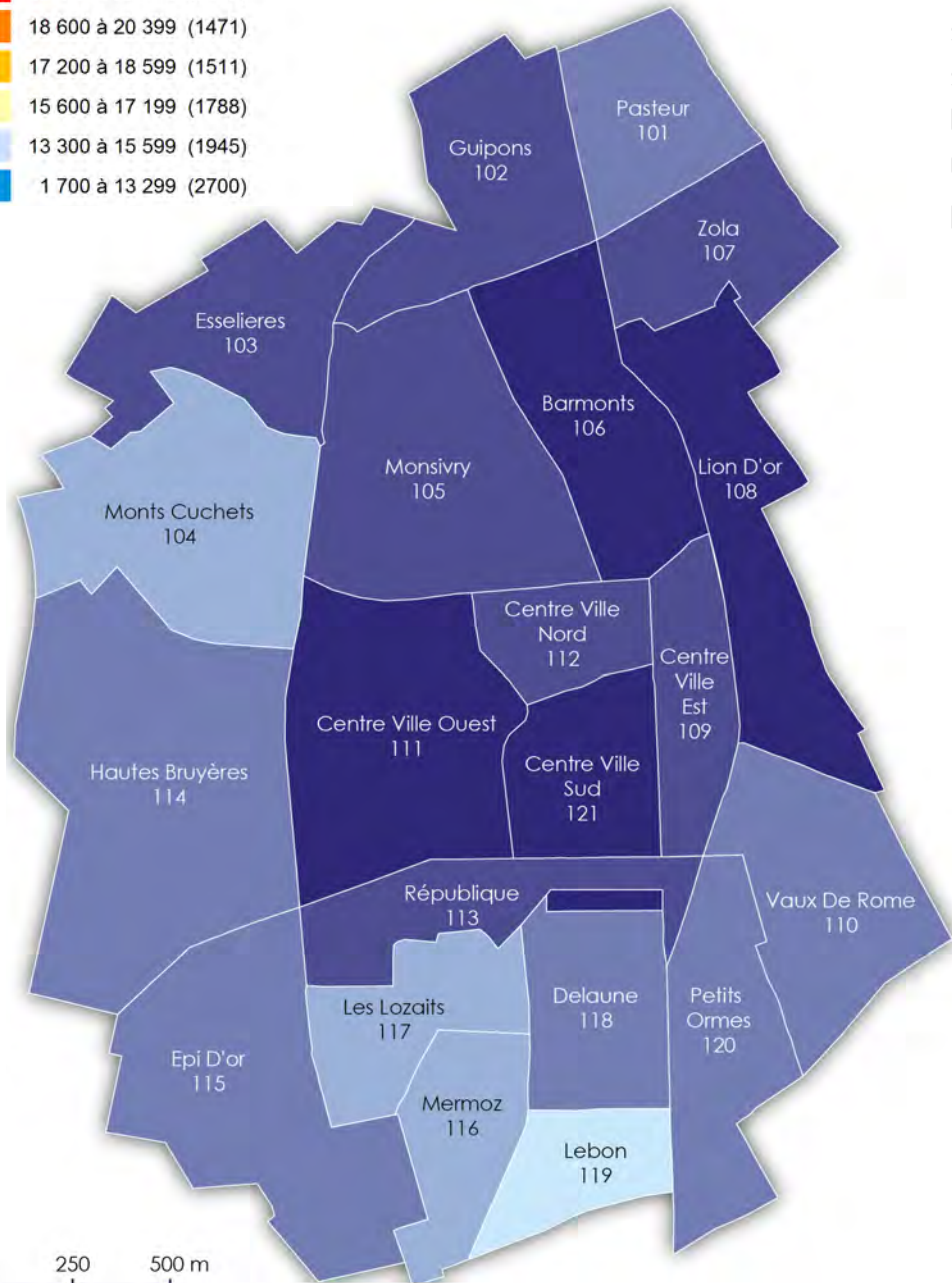 18 600 à 20 399 (1471)
17 200 à 18 599 (1511)
15 600 à 17 199 (1788)
13 300 à 15 599 (1945)
1 700 à 13 299 (2700)
Pasteur
101
Guipons
102
Zola
107
Esselieres
103
Barmonts
106
Monsivry
105
Lion D'or
108
Monts Cuchets
104
Centre Ville
Nord
112
Centre
Ville
Est
109
Centre Ville Ouest
111
Centre Ville
Sud
121
Hautes Bruyères
114
République
113
Vaux De Rome
110
Les Lozaits
117
Delaune
118
Petits
Ormes
120
Epi D'or
115
Mermoz
116
Lebon
119
250 500 m